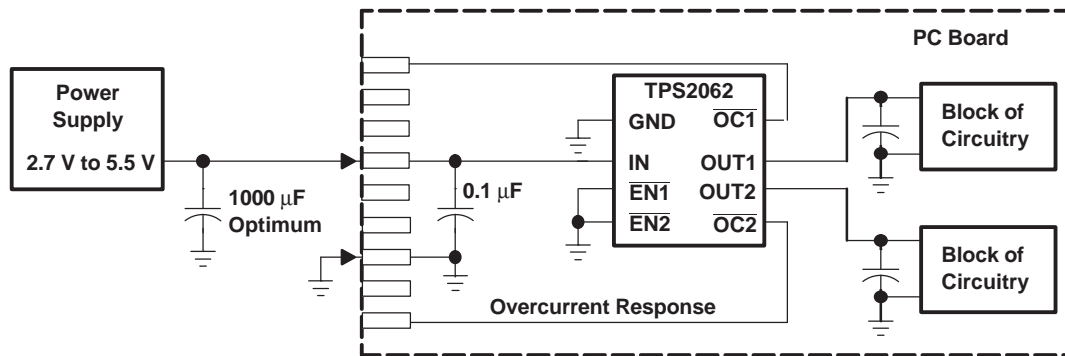 PC Board
Power
Supply
2.7 V to 5.5 V
1000 μF
Optimum
0.1 μF
TPS2062
GND
OC1
IN
OUT1
EN1
OUT2
EN2
OC2
Overcurrent Response
Block of
Circuitry
Block of
Circuitry